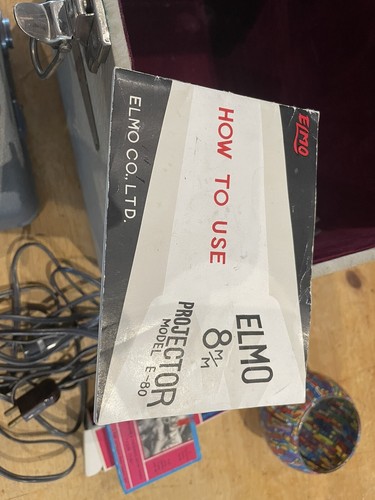 ELMO
HOW TO USE
ELMO
8M/M
PROJECTOR
MODEL E-80
ELMO CO., LTD.